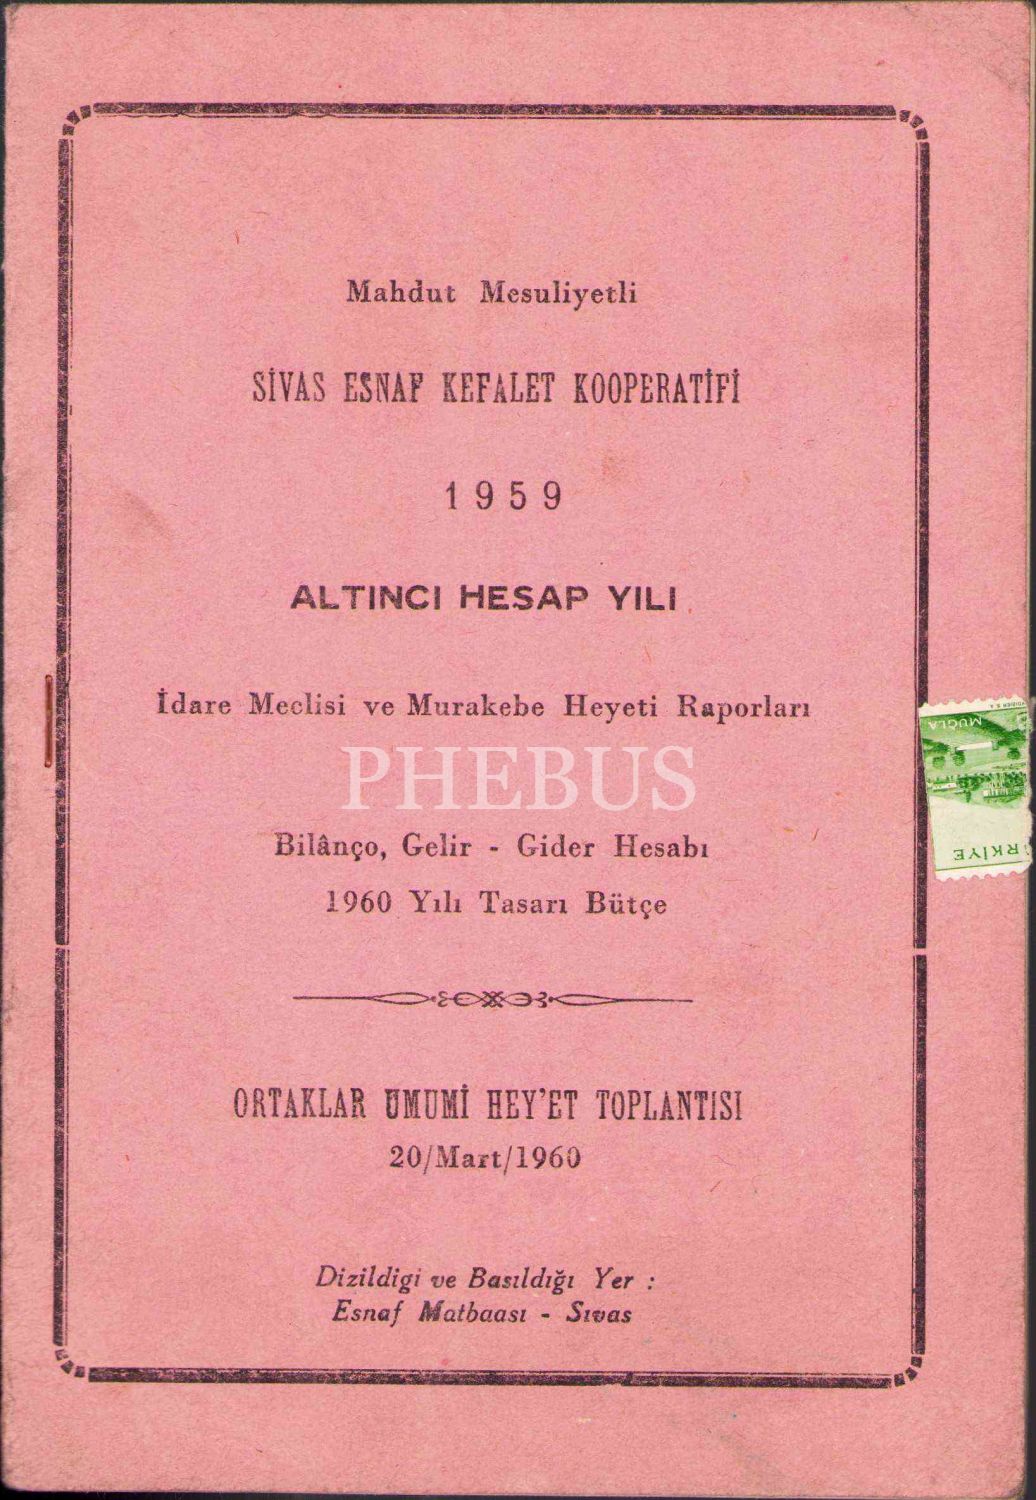 Mahdut Mesuliyetli
SİVAS ESNAF KEFALET KOOPERATİFİ
1959
ALTINCI HESAP YILI
İdare Meclisi ve Murakebe Heyeti Raporları
PHEBUS
Bilânço, Gelir - Gider Hesabı
1960 Yılı Tasarı Bütçe
ORTAKLAR UMUMİ HEY'ET TOPLANTISI
20/Mart/1960
Dizildigi ve Basıldığı Yer :
Esnaf Matbaası - Sıvas
MUĞLA
RKİYE